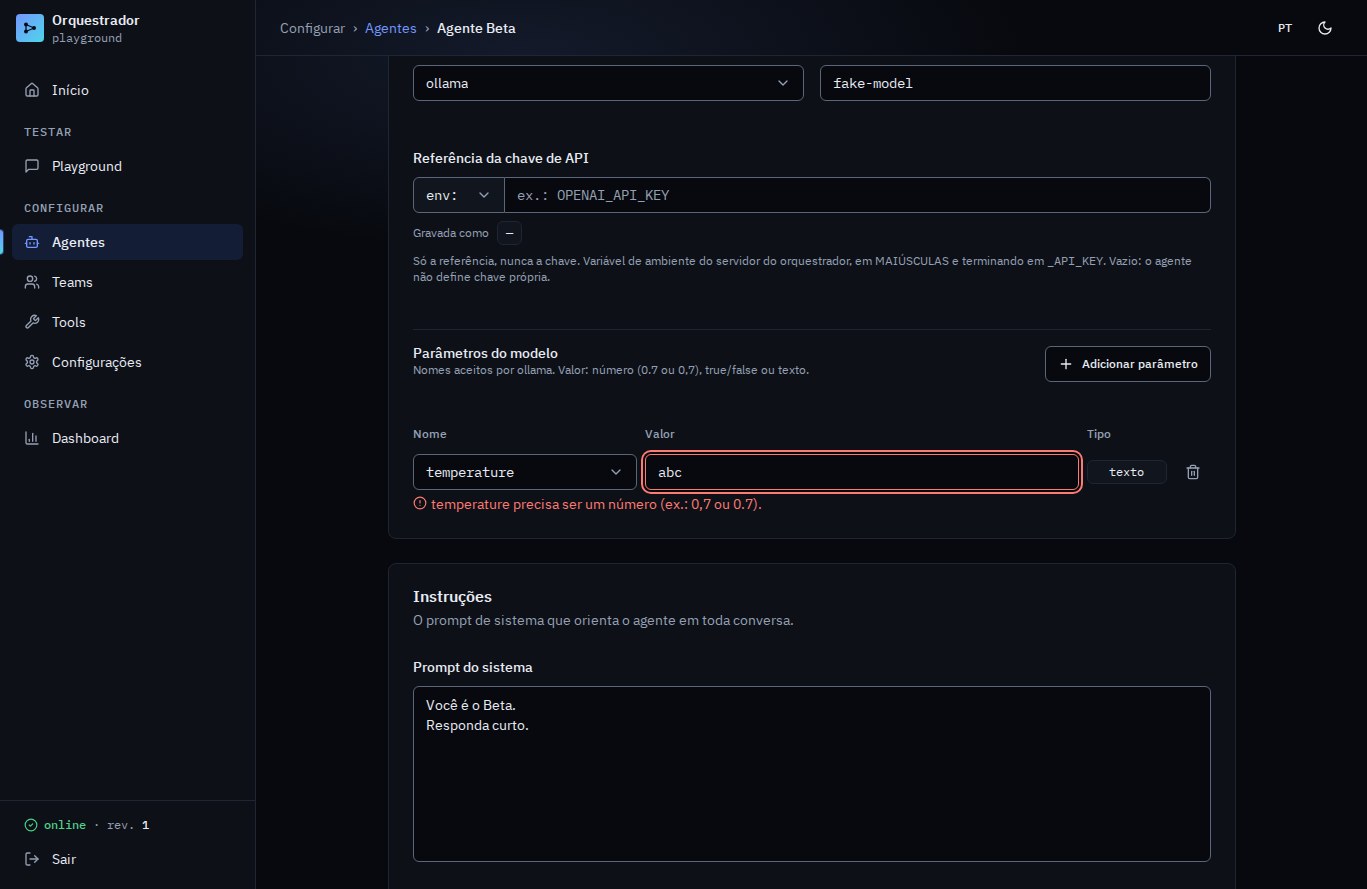 Orquestrador
playground
Início
TESTAR
Playground
CONFIGURAR
Agentes
Teams
Tools
Configurações
OBSERVAR
Dashboard
online · rev. 1
Sair
Configurar › Agentes › Agente Beta
PT
ollama
fake-model
Referência da chave de API
env:
ex.: OPENAI_API_KEY
Gravada como —
Só a referência, nunca a chave. Variável de ambiente do servidor do orquestrador, em MAIÚSCULAS e terminando em _API_KEY. Vazio: o agente
não define chave própria.
Parâmetros do modelo
Nomes aceitos por ollama. Valor: número (0.7 ou 0,7), true/false ou texto.
Adicionar parâmetro
Nome
Valor
Tipo
temperature
abc
texto
temperature precisa ser um número (ex.: 0,7 ou 0.7).
Instruções
O prompt de sistema que orienta o agente em toda conversa.
Prompt do sistema
Você é o Beta.
Responda curto.